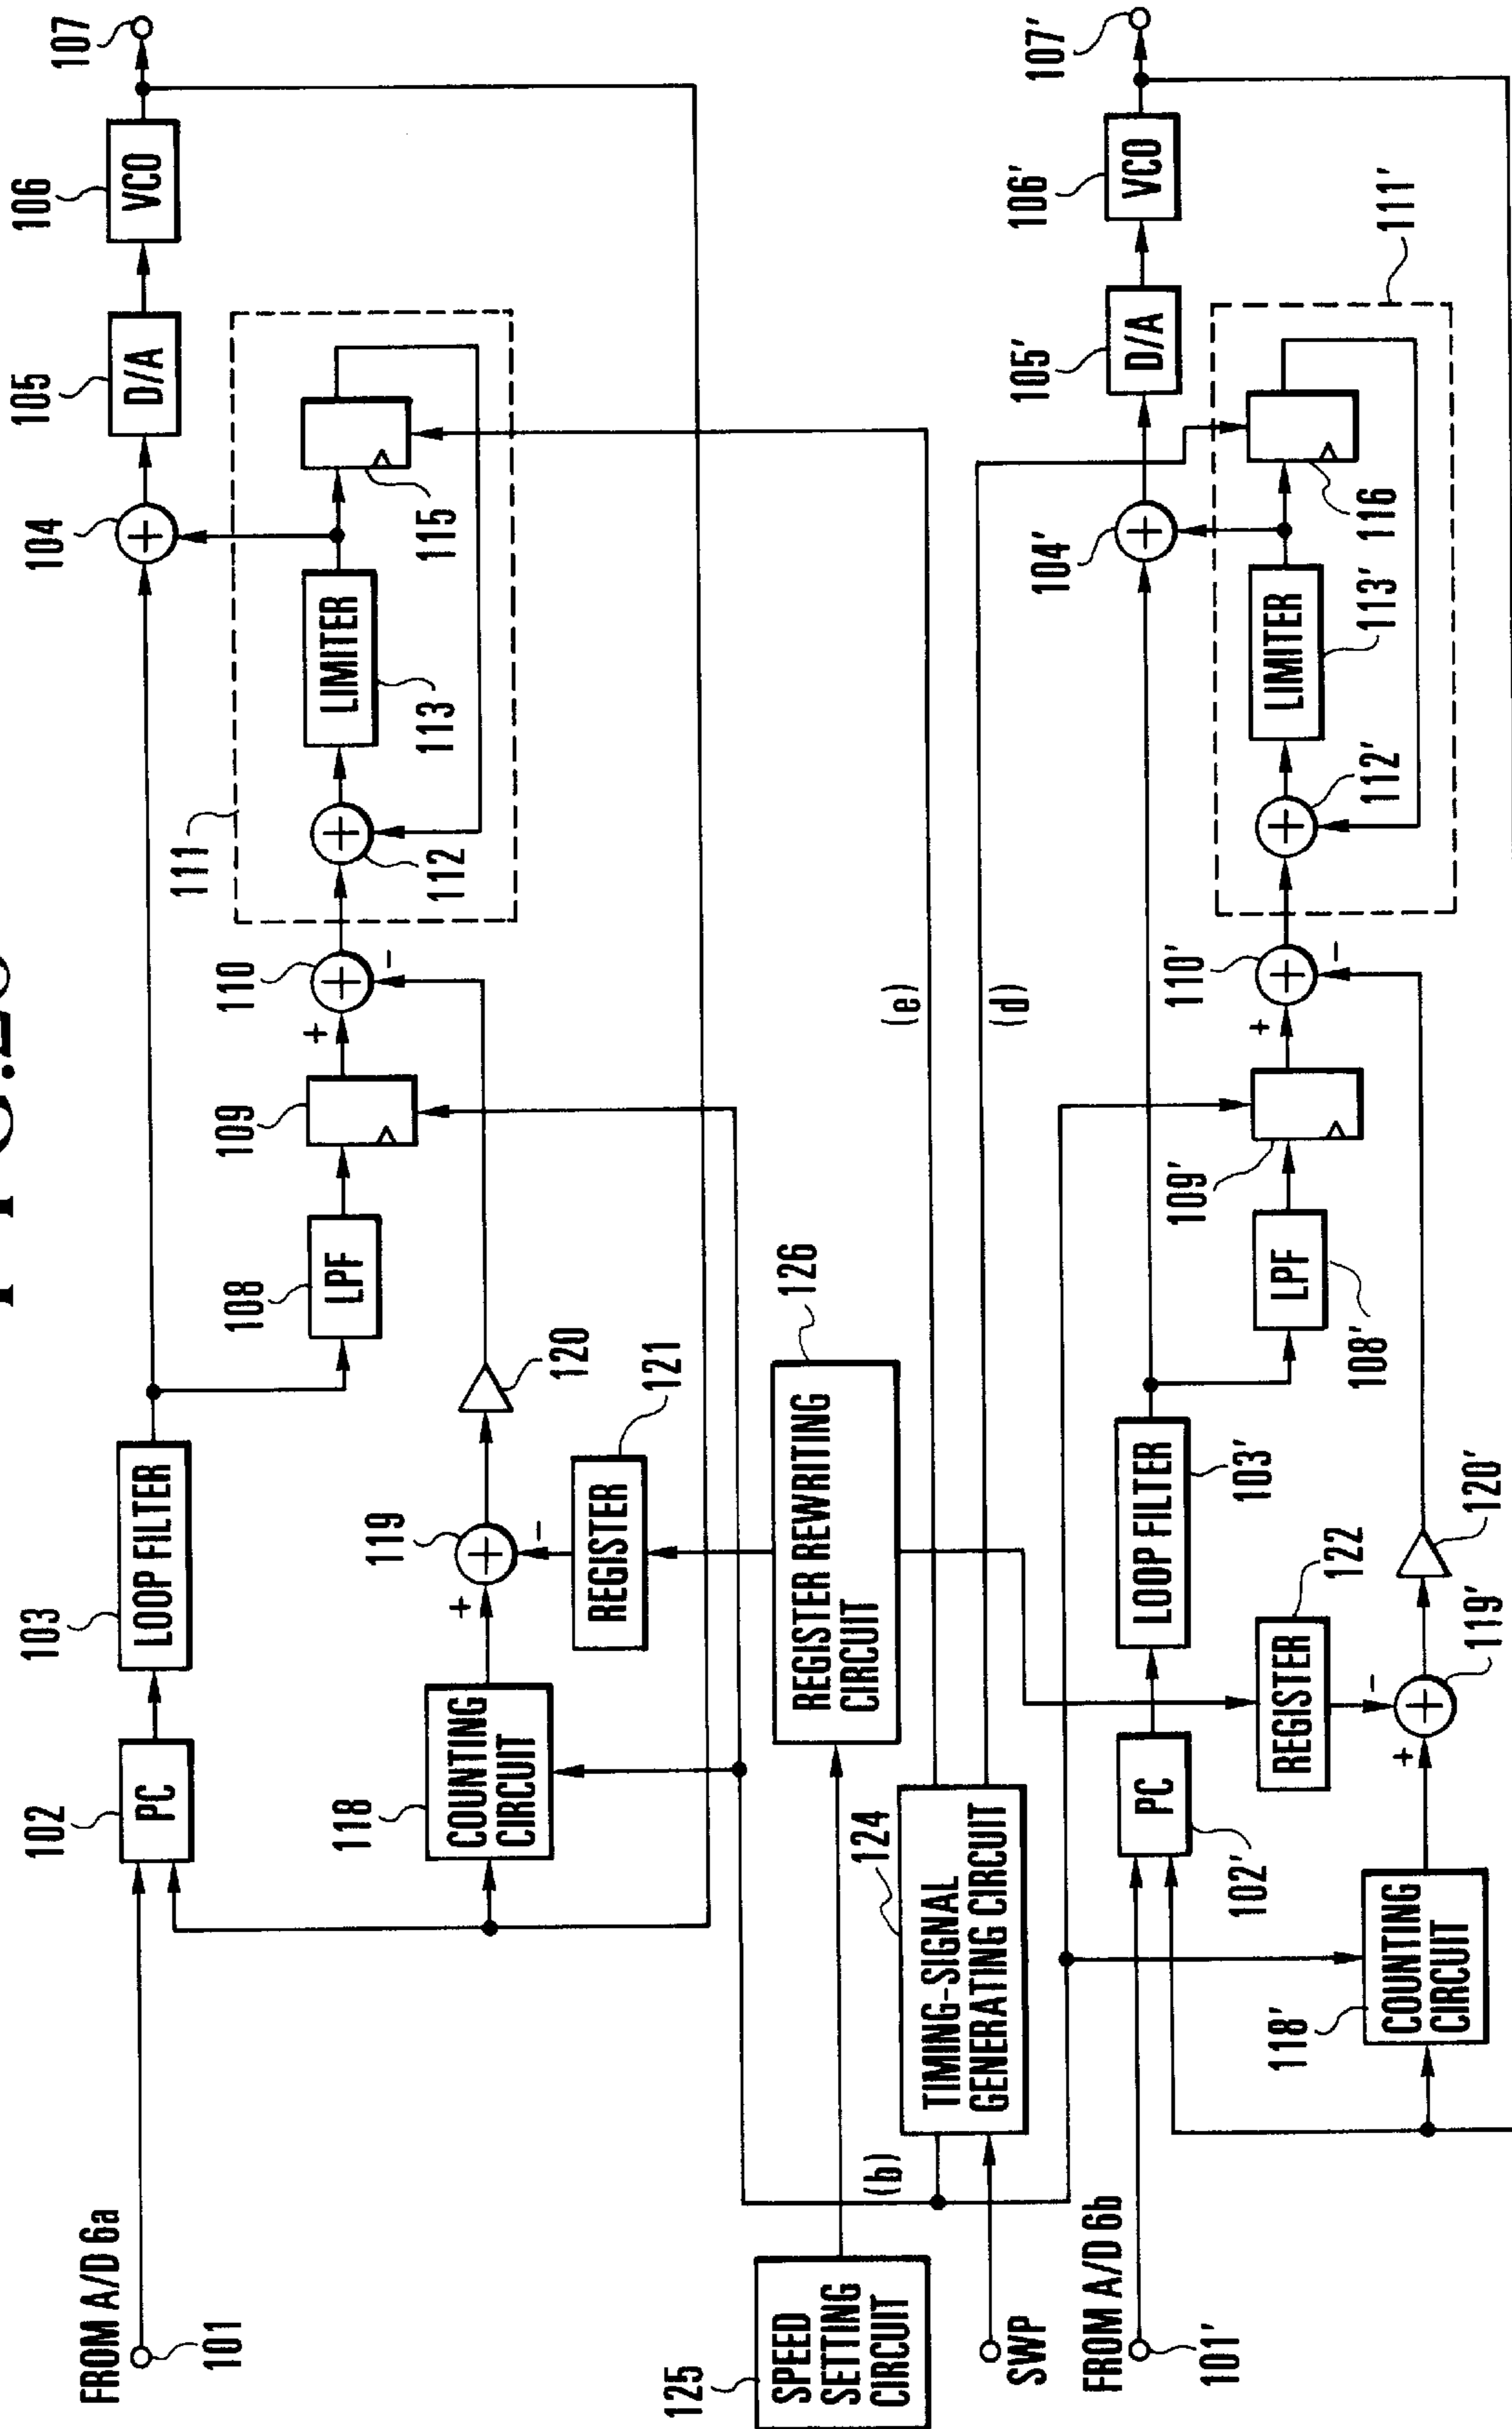 FROM A/D 6a
101
102
PC
103
LOOP FILTER
104
105
D/A
106
VCO
107
108
LPF
109
+
110
-
111
112
LIMITER
113
115
118
COUNTING
CIRCUIT
+
119
-
120
REGISTER
121
125
SPEED
SETTING
CIRCUIT
REGISTER REWRITING
CIRCUIT
126
(b)
SWP
124
TIMING-SIGNAL
GENERATING CIRCUIT
(e)
(d)
FROM A/D 6b
101'
PC
102'
LOOP FILTER
103'
104'
105'
D/A
106'
VCO
107'
LPF
108'
109'
+
110'
-
111'
112'
LIMITER
113'
116
118'
COUNTING
CIRCUIT
REGISTER
122
+
-
119'
120'